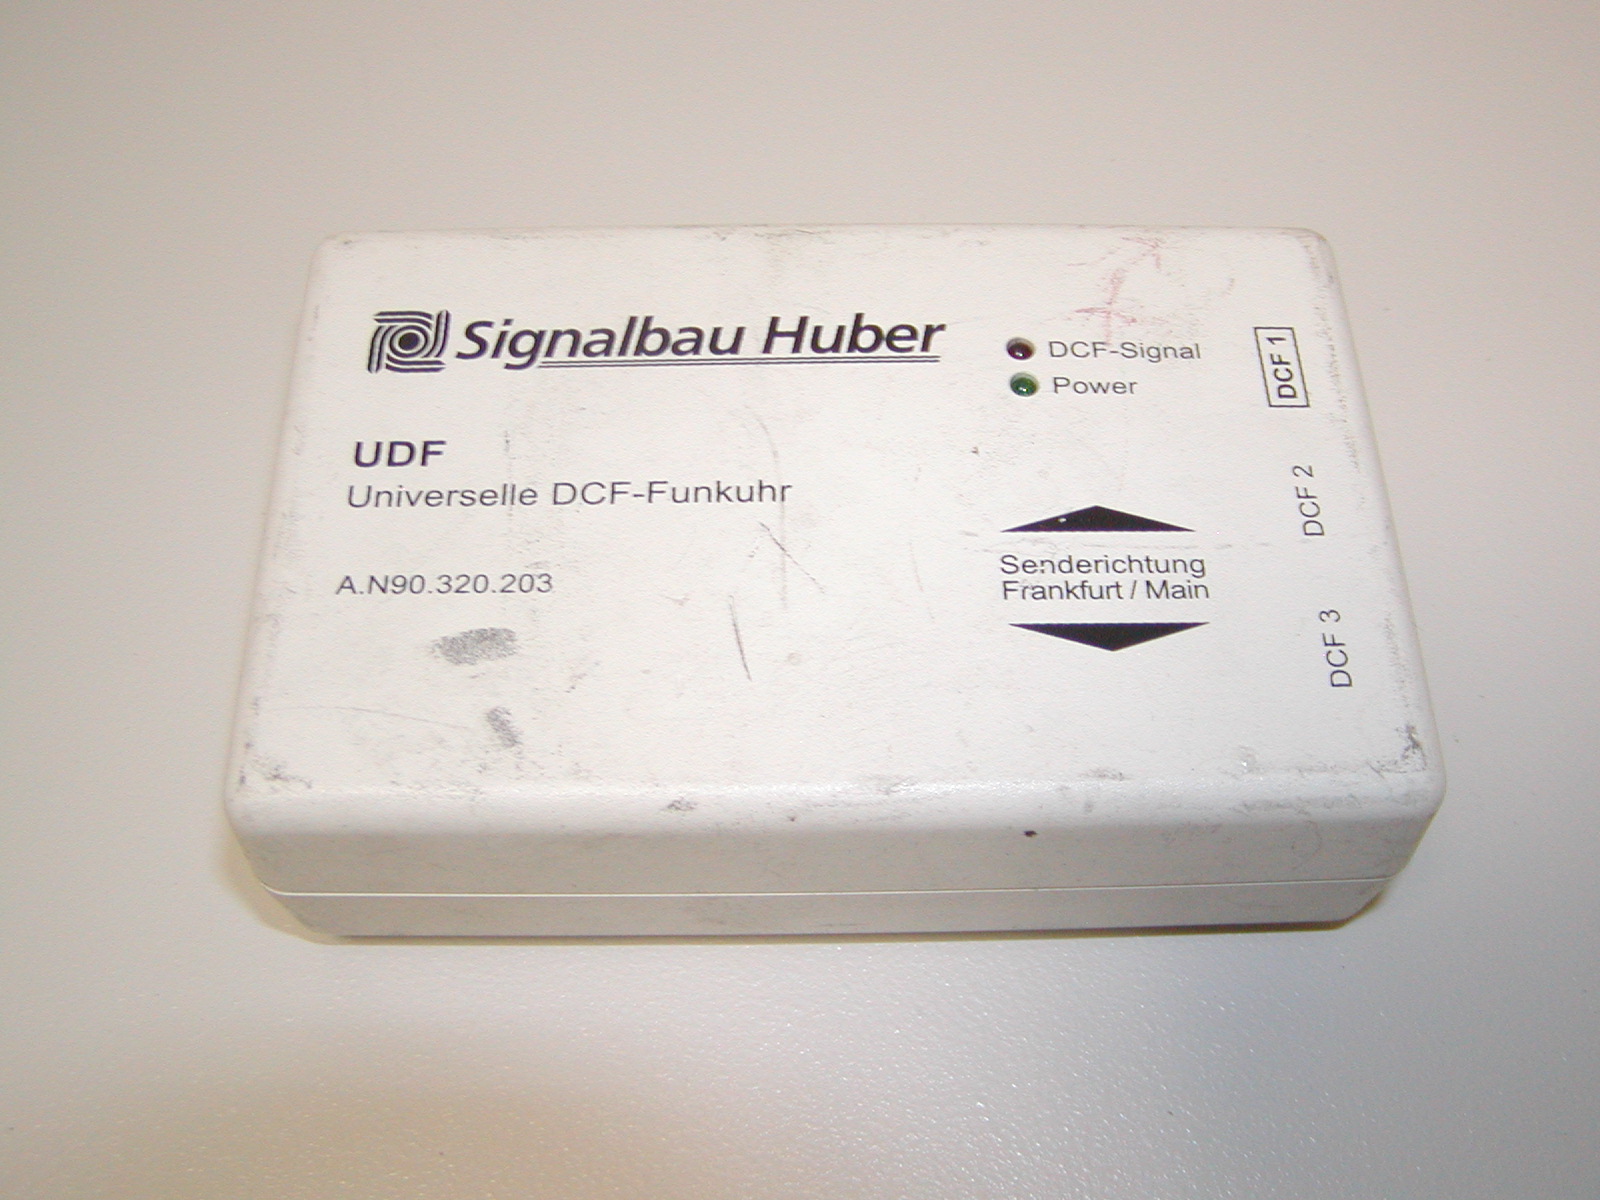 Signalbau Huber
DCF-Signal
Power
DCF 1
UDF
Universelle DCF-Funkuhr
DCF 2
A.N90.320.203
Senderichtung
Frankfurt / Main
DCF 3